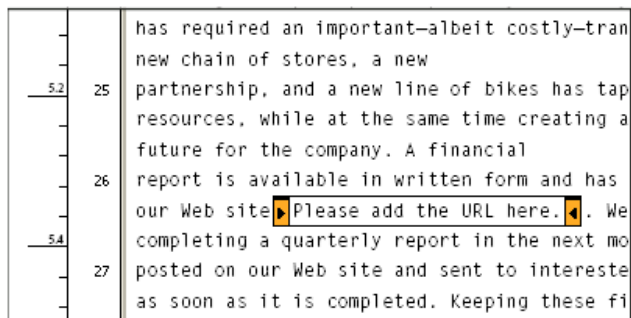 has required an important—albeit costly—tran
new chain of stores, a new
5.2 25 partnership, and a new line of bikes has tap
resources, while at the same time creating a
future for the company. A financial
26 report is available in written form and has
our Web site Please add the URL here. . We
5.4 completing a quarterly report in the next mo
27 posted on our Web site and sent to intereste
as soon as it is completed. Keeping these fi